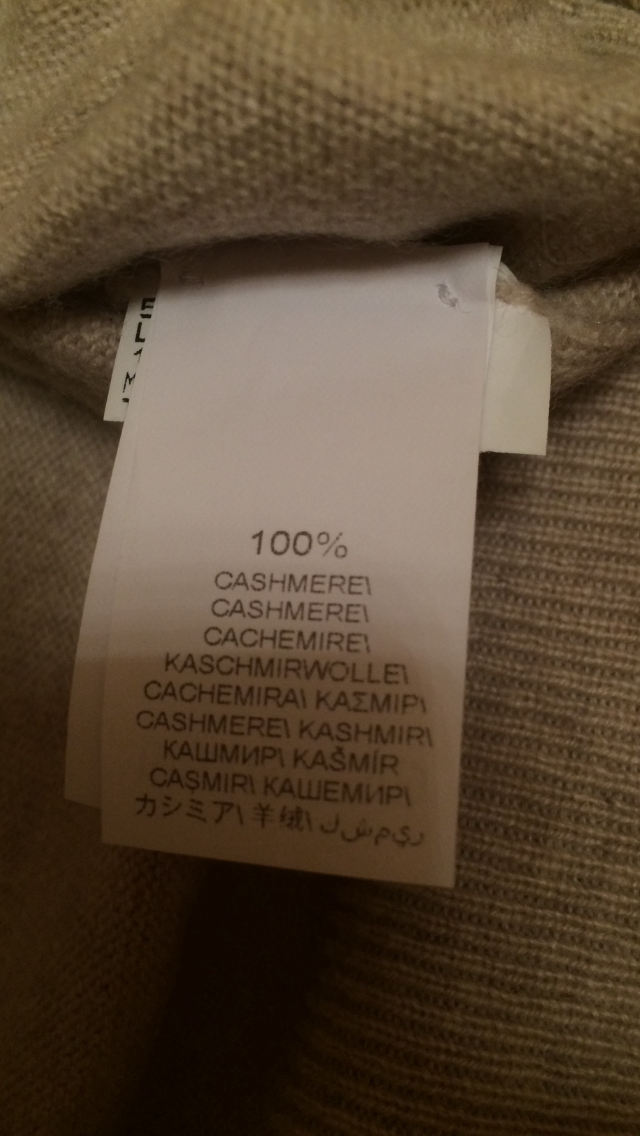 100%
CASHMERE\
CASHMERE\
CACHEMIRE\
KASCHMIRWOLLE\
CACHEMIRA\ ΚΑΣΜΙΡ\
CASHMERE\ KASHMIR\
КАШМИР\ KAŠMÍR
CAŞMIR\ КАШЕМИР\
カシミア\ 羊绒\ ر ي م ش ك